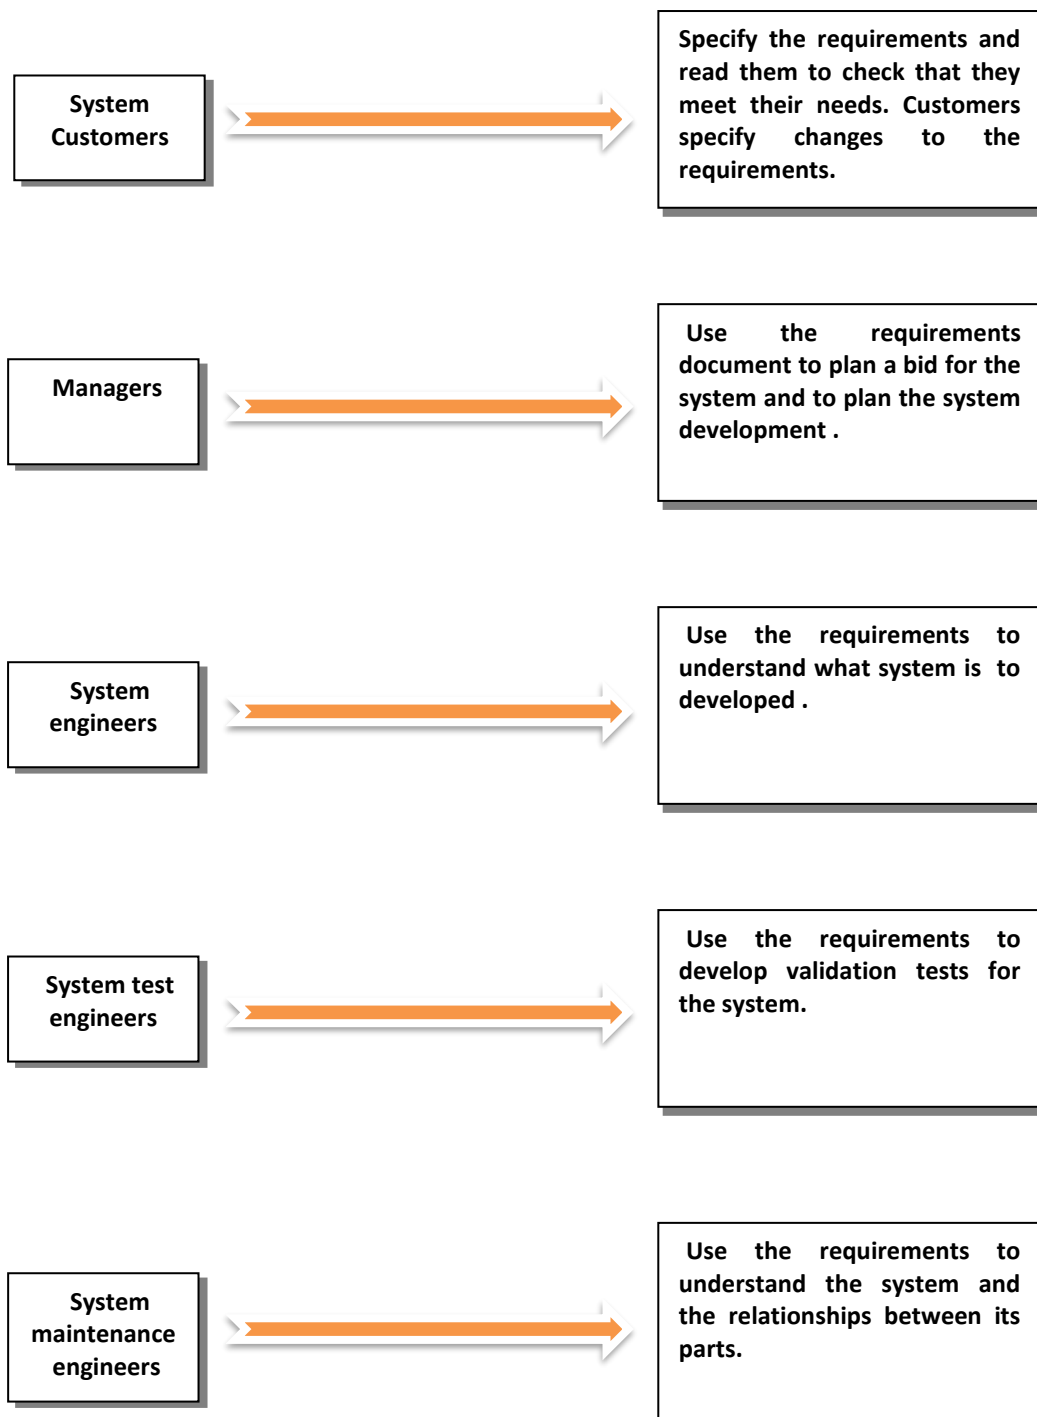 System
Customers
Specify the requirements and
read them to check that they
meet their needs. Customers
specify changes to the
requirements.
Managers
Use the requirements
document to plan a bid for the
system and to plan the system
development .
System
engineers
Use the requirements to
understand what system is to
developed .
System test
engineers
Use the requirements to
develop validation tests for
the system.
System
maintenance
engineers
Use the requirements to
understand the system and
the relationships between its
parts.